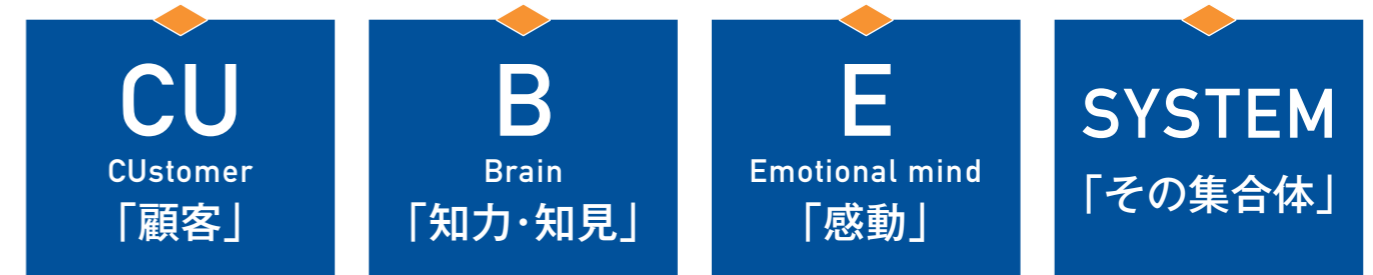 CU
CUstomer
「顧客」
B
Brain
「知力・知見」
E
Emotional mind
「感動」
SYSTEM
「その集合体」